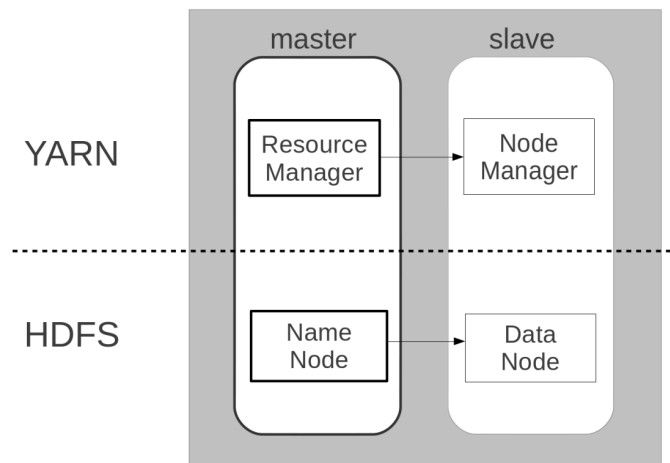 master
slave
YARN
Resource
Manager
Node
Manager
HDFS
Name
Node
Data
Node